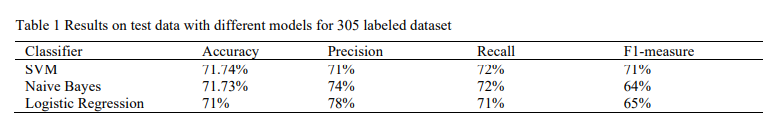 Table 1 Results on test data with different models for 305 labeled dataset
Classifier Accuracy Precision Recall F1-measure
SVM 71.74% 71% 72% 71%
Naive Bayes 71.73% 74% 72% 64%
Logistic Regression 71% 78% 71% 65%